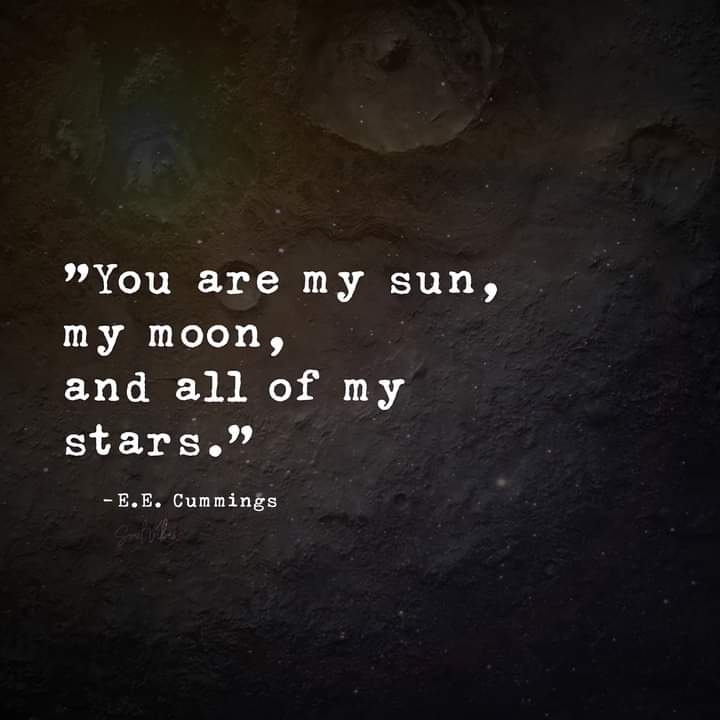 ”You are my sun,
my moon,
and all of my
stars.”
-E.E. Cummings